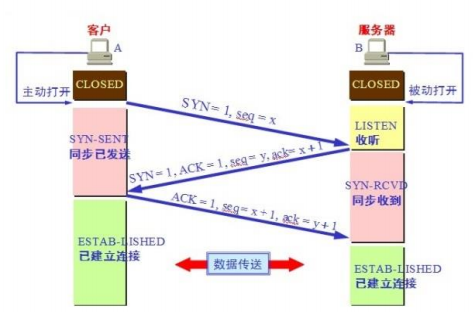 客户
服务器
A
B
CLOSED
CLOSED
主动打开
被动打开
SYN = 1, seq = x
LISTEN
收听
SYN-SENT
同步已发送
SYN = 1, ACK = 1, seq = y, ack = x + 1
SYN-RCVD
同步收到
ACK = 1, seq = x + 1, ack = y + 1
ESTAB-LISHED
已建立连接
数据传送
ESTAB-LISHED
已建立连接